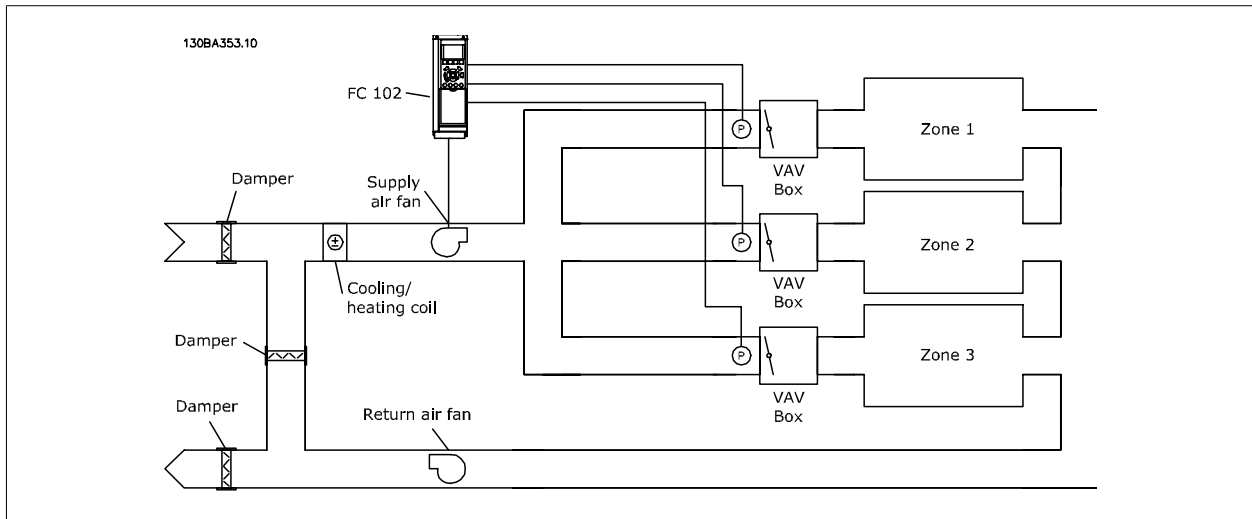 130BA353.10
FC 102
P
VAV
Box
Zone 1
Damper
Supply
air fan
P
VAV
Box
Zone 2
Cooling/
heating coil
P
VAV
Box
Zone 3
Damper
Damper
Return air fan